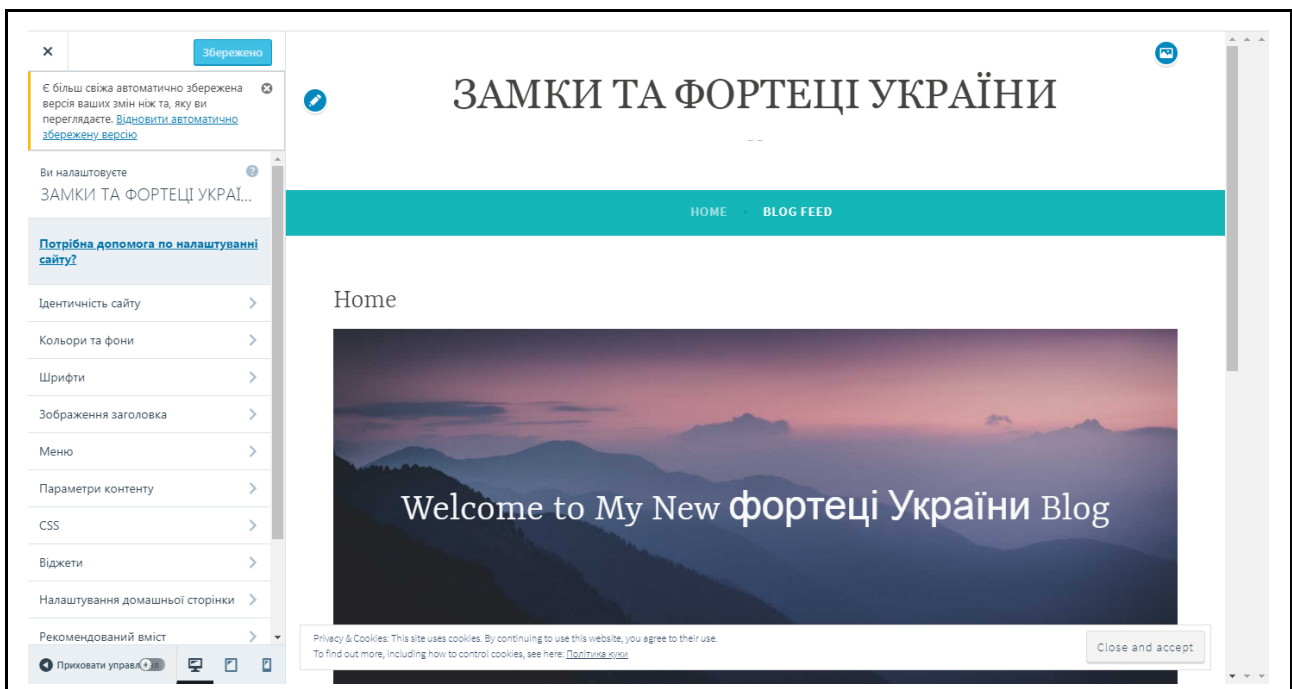 Збережено
Є більш свіжа автоматично збережена
версія ваших змін ніж та, яку ви
переглядаєте. Відновити автоматично
збережену версію
Ви налаштовуєте
ЗАМКИ ТА ФОРТЕЦІ УКРАЇ...
Потрібна допомога по налаштуванні
сайту?
Ідентичність сайту
Кольори та фони
Шрифти
Зображення заголовка
Меню
Параметри контенту
CSS
Віджети
Налаштування домашньої сторінки
Рекомендований вміст
Приховати
ЗАМКИ ТА ФОРТЕЦІ УКРАЇНИ
HOME
BLOG FEED
Home
Welcome to My New фортеці України Blog
Privacy & Cookies: This site uses cookies. By continuing to use this website, you agree to their use.
To find out more, including how to control cookies, see here: Політика куки
Close and accept